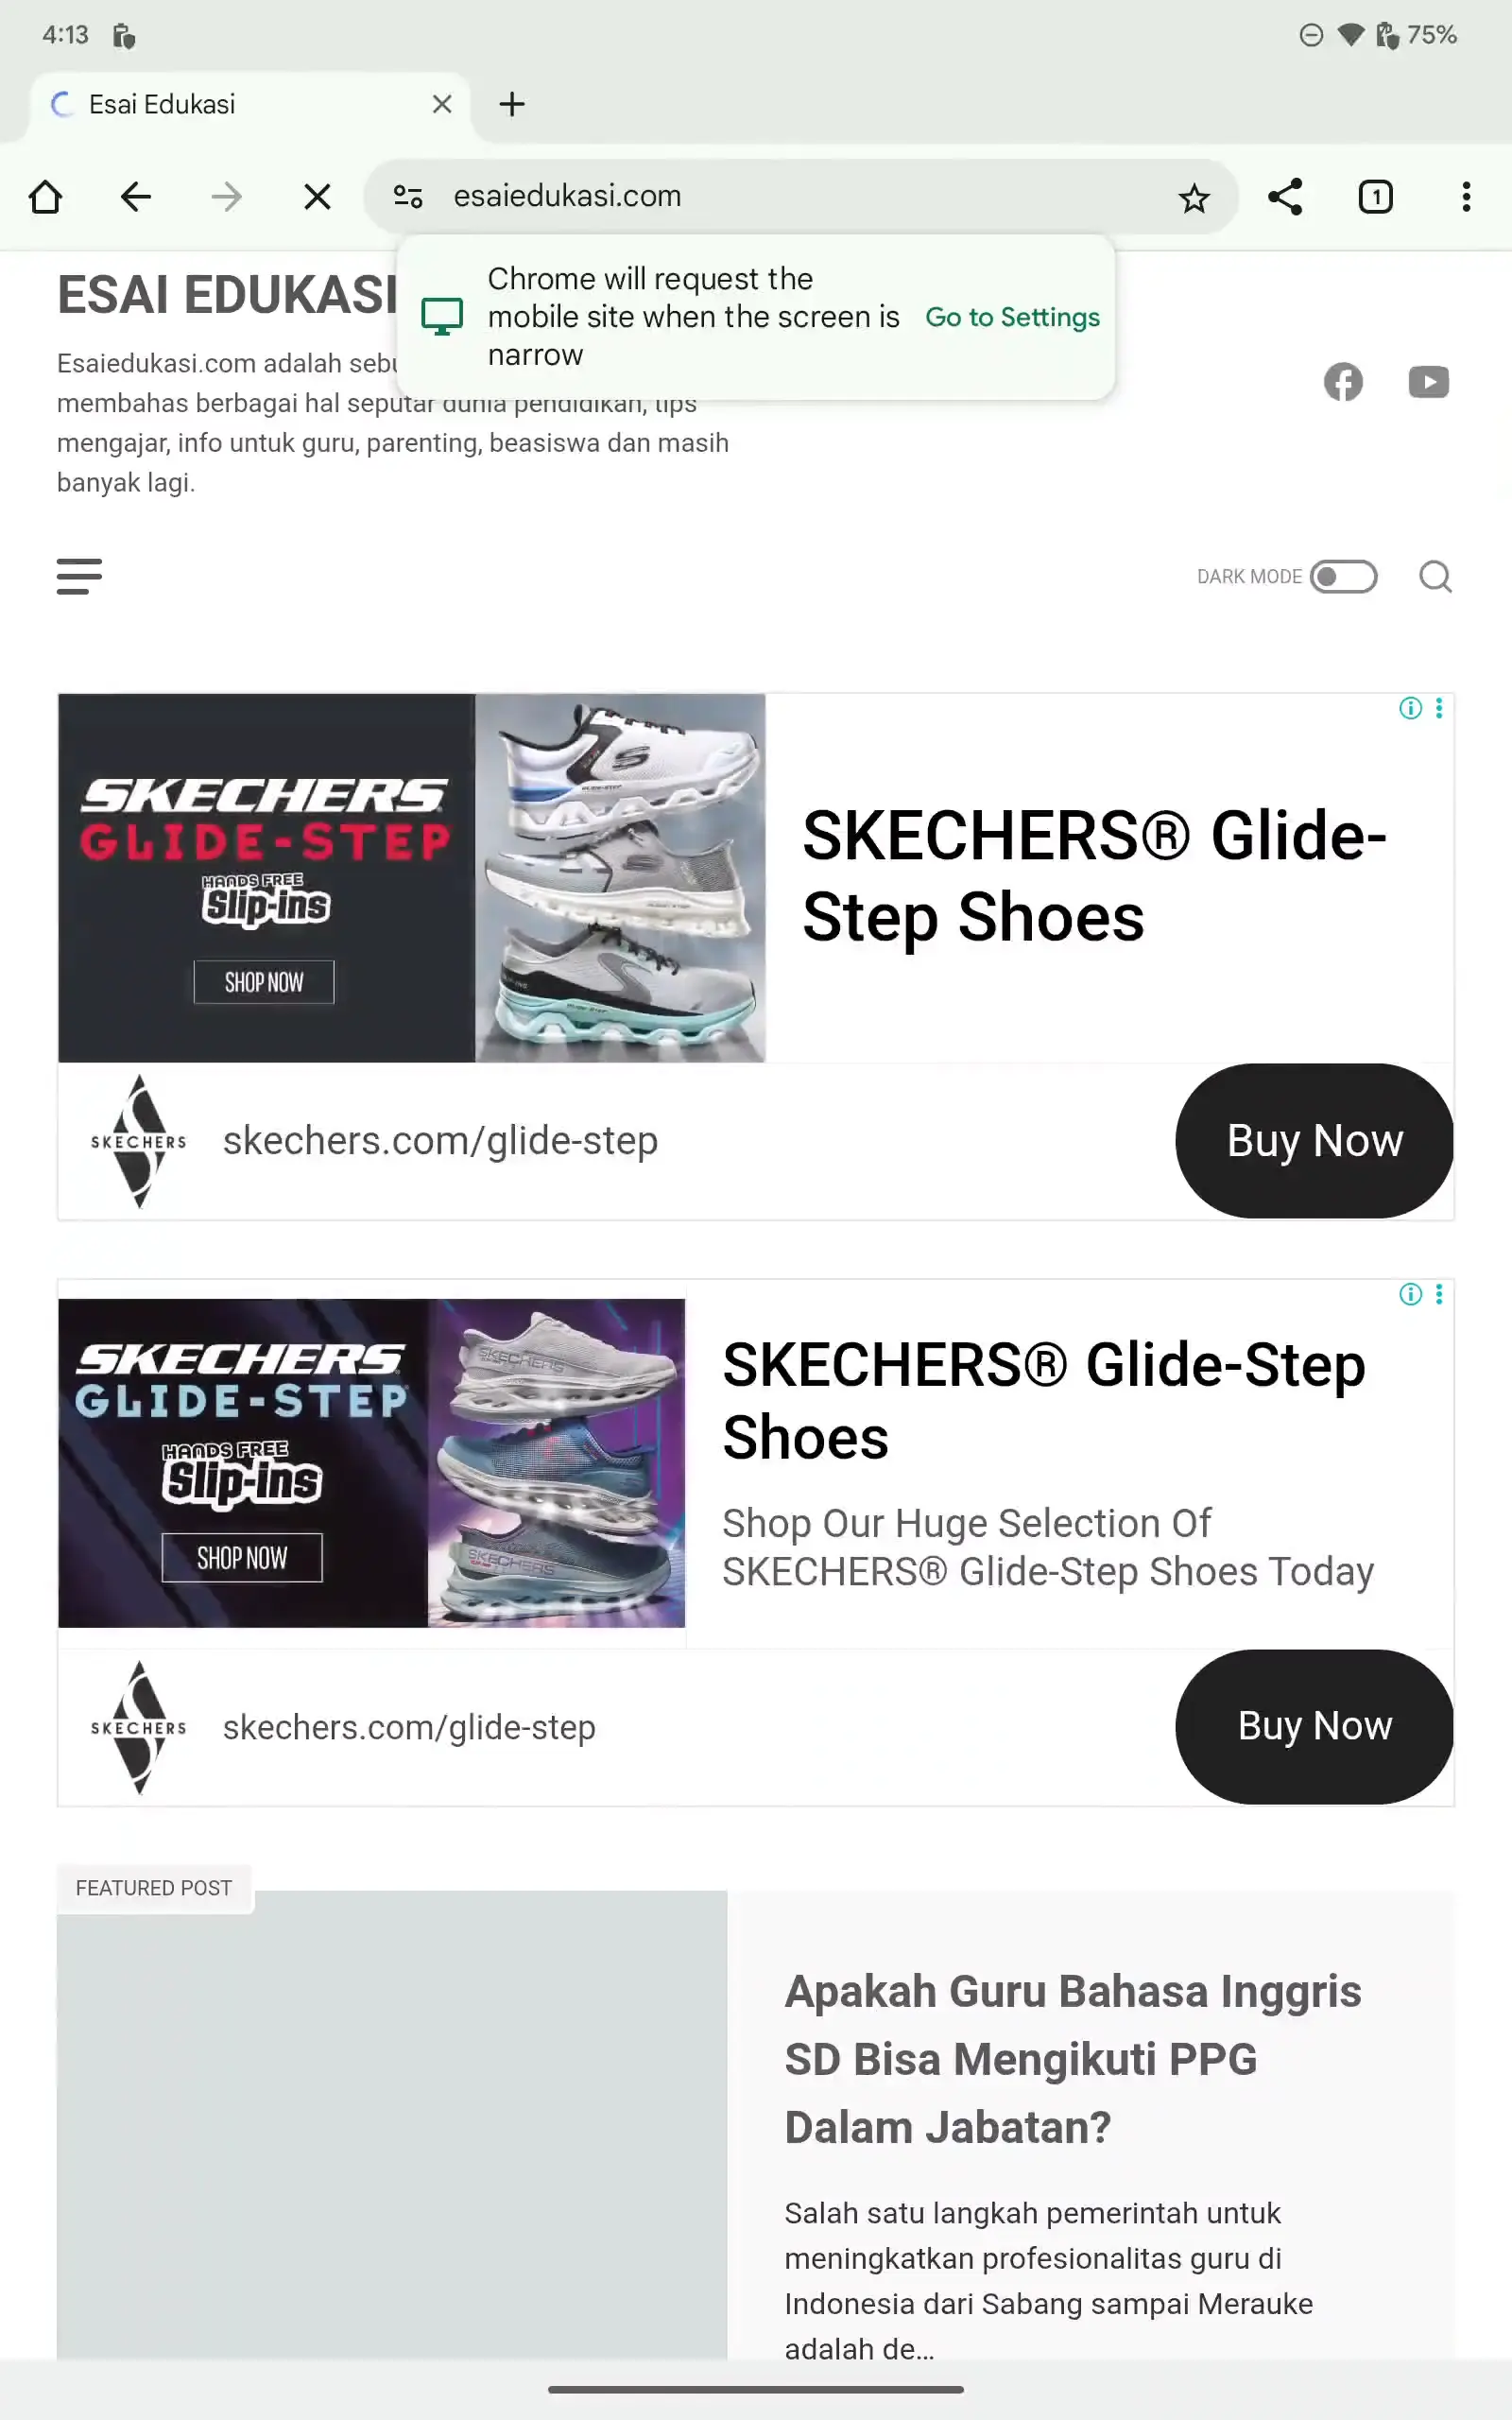 4:13
75%
Esai Edukasi
esaiedukasi.com
1
Chrome will request the
mobile site when the screen is
narrow
Go to Settings
ESAI EDUKASI
Esaiedukasi.com adalah
membahas berbagai hal seputar dunia pendidikan, tips
mengajar, info untuk guru, parenting, beasiswa dan masih
banyak lagi.
DARK MODE
SKECHERS
GLIDE-STEP
HANDS FREE
Slip-ins
SHOP NOW
SKECHERS® Glide-
Step Shoes
SKECHERS
skechers.com/glide-step
Buy Now
SKECHERS
GLIDE-STEP
HANDS FREE
Slip-ins
SHOP NOW
SKECHERS
SKECHERS
SKECHERS® Glide-Step
Shoes
Shop Our Huge Selection Of
SKECHERS® Glide-Step Shoes Today
SKECHERS
skechers.com/glide-step
Buy Now
FEATURED POST
Apakah Guru Bahasa Inggris
SD Bisa Mengikuti PPG
Dalam Jabatan?
Salah satu langkah pemerintah untuk
meningkatkan profesionalitas guru di
Indonesia dari Sabang sampai Merauke
adalah de...